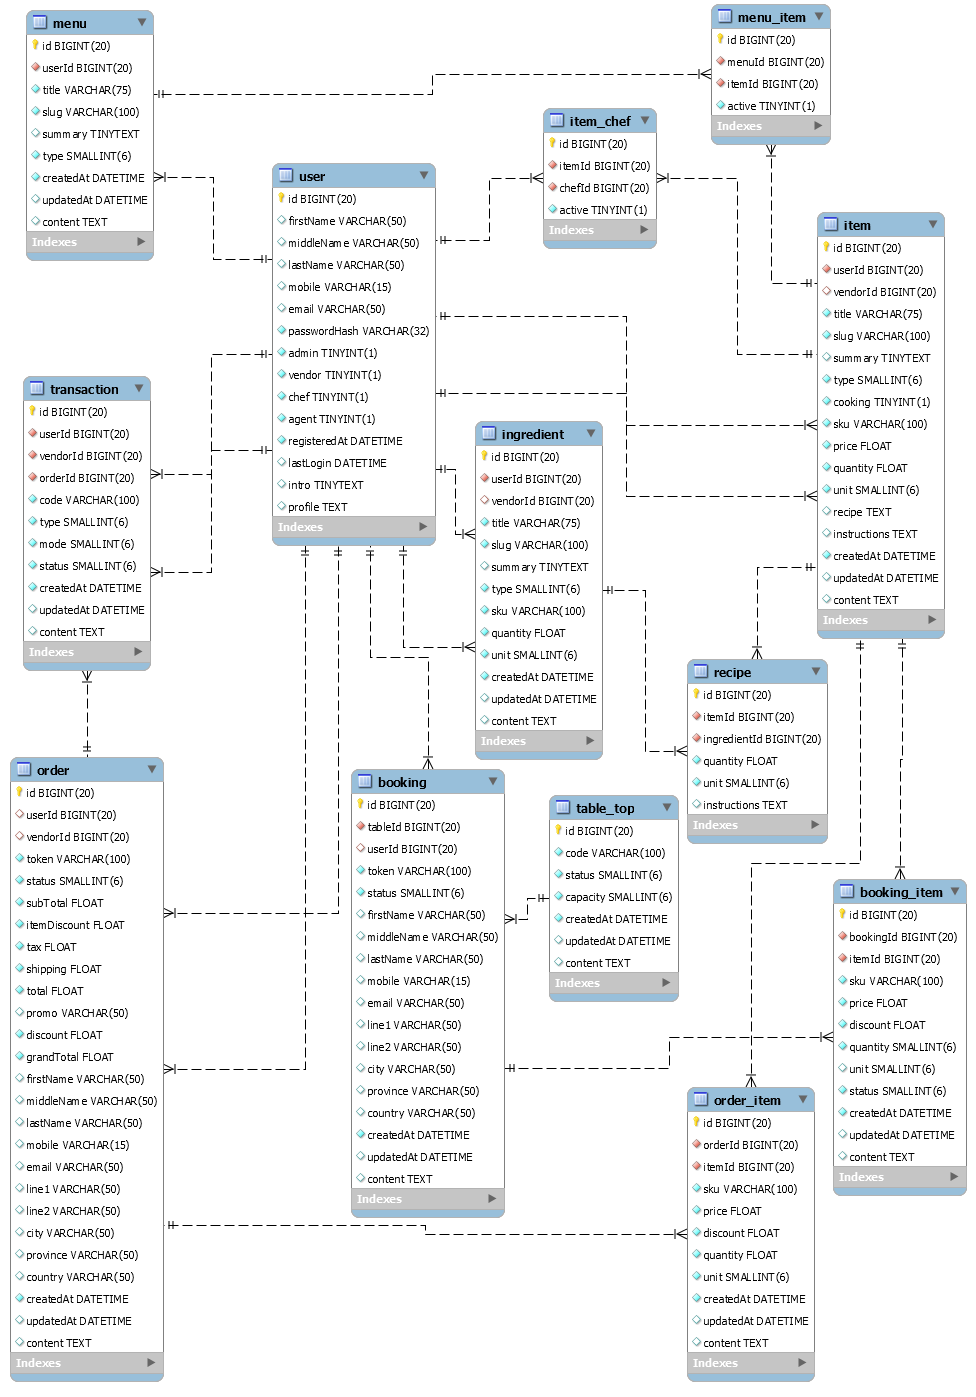 menu
id BIGINT(20)
userId BIGINT(20)
title VARCHAR(75)
slug VARCHAR(100)
summary TINYTEXT
type SMALLINT(6)
createdAt DATETIME
updatedAt DATETIME
content TEXT
Indexes
menu_item
id BIGINT(20)
menuId BIGINT(20)
itemId BIGINT(20)
active TINYINT(1)
Indexes
item_chef
id BIGINT(20)
itemId BIGINT(20)
chefId BIGINT(20)
active TINYINT(1)
Indexes
user
id BIGINT(20)
firstName VARCHAR(50)
middleName VARCHAR(50)
lastName VARCHAR(50)
mobile VARCHAR(15)
email VARCHAR(50)
passwordHash VARCHAR(32)
admin TINYINT(1)
vendor TINYINT(1)
chef TINYINT(1)
agent TINYINT(1)
registeredAt DATETIME
lastLogin DATETIME
intro TINYTEXT
profile TEXT
Indexes
item
id BIGINT(20)
userId BIGINT(20)
vendorId BIGINT(20)
title VARCHAR(75)
slug VARCHAR(100)
summary TINYTEXT
type SMALLINT(6)
cooking TINYINT(1)
sku VARCHAR(100)
price FLOAT
quantity FLOAT
unit SMALLINT(6)
recipe TEXT
instructions TEXT
createdAt DATETIME
updatedAt DATETIME
content TEXT
Indexes
transaction
id BIGINT(20)
userId BIGINT(20)
vendorId BIGINT(20)
orderId BIGINT(20)
code VARCHAR(100)
type SMALLINT(6)
mode SMALLINT(6)
status SMALLINT(6)
createdAt DATETIME
updatedAt DATETIME
content TEXT
Indexes
ingredient
id BIGINT(20)
userId BIGINT(20)
vendorId BIGINT(20)
title VARCHAR(75)
slug VARCHAR(100)
summary TINYTEXT
type SMALLINT(6)
sku VARCHAR(100)
quantity FLOAT
unit SMALLINT(6)
createdAt DATETIME
updatedAt DATETIME
content TEXT
Indexes
recipe
id BIGINT(20)
itemId BIGINT(20)
ingredientId BIGINT(20)
quantity FLOAT
unit SMALLINT(6)
instructions TEXT
Indexes
order
id BIGINT(20)
userId BIGINT(20)
vendorId BIGINT(20)
token VARCHAR(100)
status SMALLINT(6)
subTotal FLOAT
itemDiscount FLOAT
tax FLOAT
shipping FLOAT
total FLOAT
promo VARCHAR(50)
discount FLOAT
grandTotal FLOAT
firstName VARCHAR(50)
middleName VARCHAR(50)
lastName VARCHAR(50)
mobile VARCHAR(15)
email VARCHAR(50)
line1 VARCHAR(50)
line2 VARCHAR(50)
city VARCHAR(50)
province VARCHAR(50)
country VARCHAR(50)
createdAt DATETIME
updatedAt DATETIME
content TEXT
Indexes
booking
id BIGINT(20)
tableId BIGINT(20)
userId BIGINT(20)
token VARCHAR(100)
status SMALLINT(6)
firstName VARCHAR(50)
middleName VARCHAR(50)
lastName VARCHAR(50)
mobile VARCHAR(15)
email VARCHAR(50)
line1 VARCHAR(50)
line2 VARCHAR(50)
city VARCHAR(50)
province VARCHAR(50)
country VARCHAR(50)
createdAt DATETIME
updatedAt DATETIME
content TEXT
Indexes
table_top
id BIGINT(20)
code VARCHAR(100)
status SMALLINT(6)
capacity SMALLINT(6)
createdAt DATETIME
updatedAt DATETIME
content TEXT
Indexes
booking_item
id BIGINT(20)
bookingId BIGINT(20)
itemId BIGINT(20)
sku VARCHAR(100)
price FLOAT
discount FLOAT
quantity SMALLINT(6)
unit SMALLINT(6)
status SMALLINT(6)
createdAt DATETIME
updatedAt DATETIME
content TEXT
Indexes
order_item
id BIGINT(20)
orderId BIGINT(20)
itemId BIGINT(20)
sku VARCHAR(100)
price FLOAT
discount FLOAT
quantity FLOAT
unit SMALLINT(6)
createdAt DATETIME
updatedAt DATETIME
content TEXT
Indexes